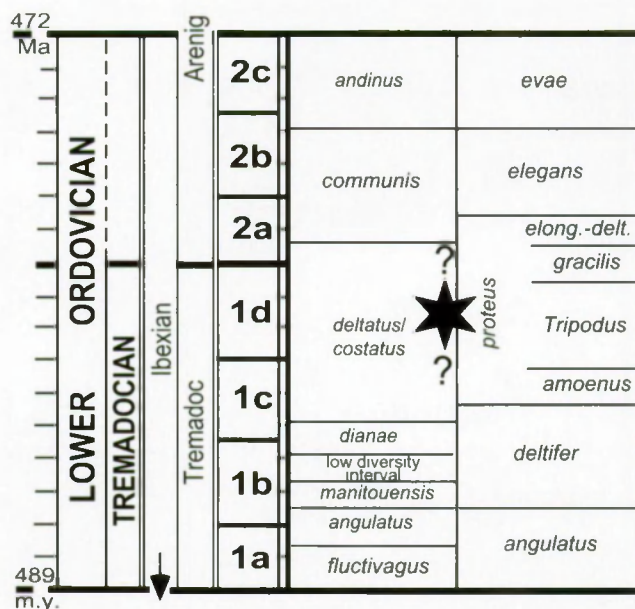 472
Ma
LOWER ORDOVICIAN
TREMADOCIAN
Ibexian
Arenig
Tremadoc
2c
2b
2a
1d
1c
1b
1a
andinus
communis
deltatus/
costatus
dianae
low diversity
interval
manitouensis
angulatus
fluctivagus
?
?
evae
elegans
proteus
elong.-delt.
gracilis
Tripodus
amoenus
deltifer
angulatus
489
m.y.